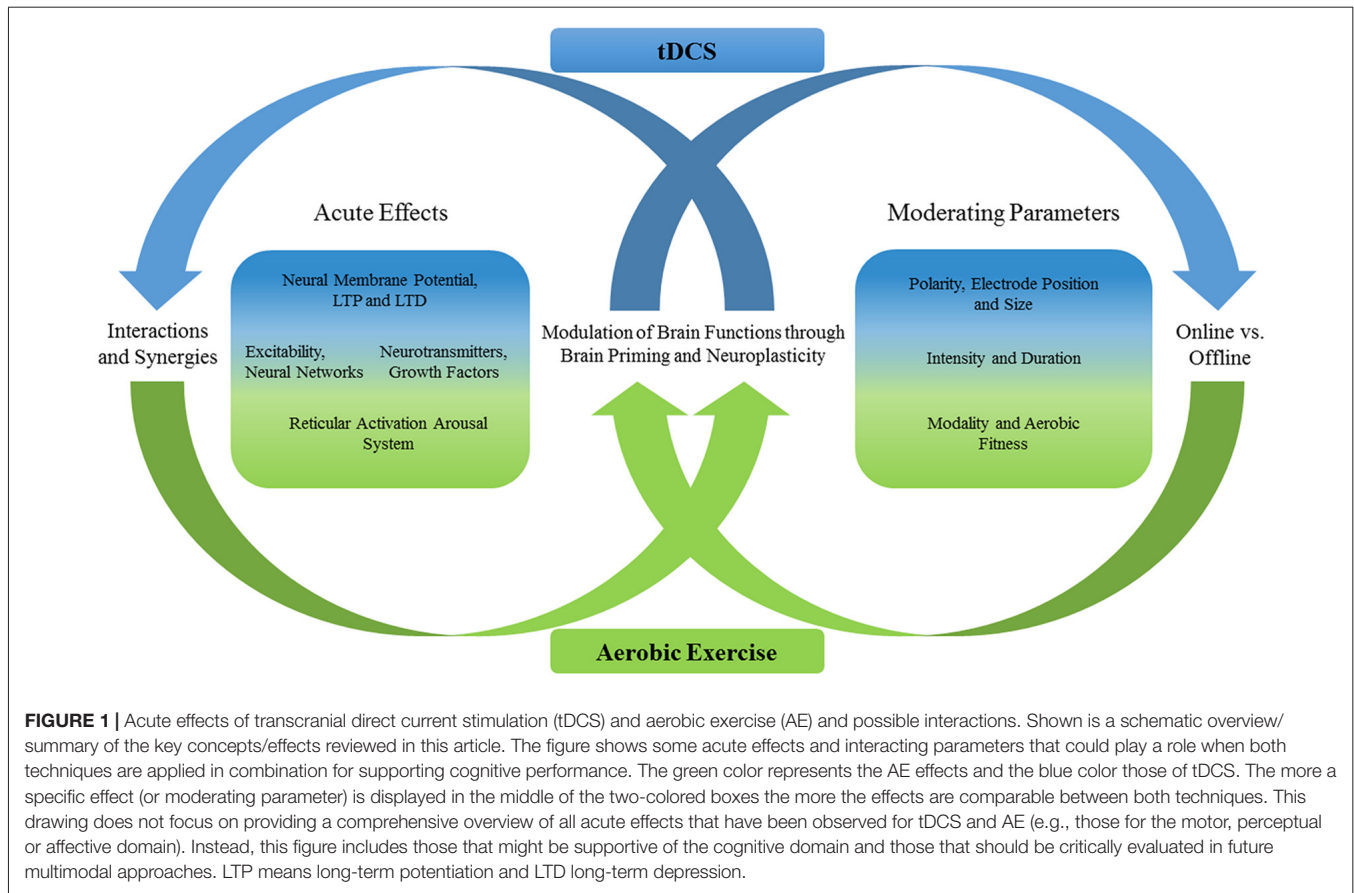 tDCS
Acute Effects
Moderating Parameters
Neural Membrane Potential,
LTP and LTD
Polarity, Electrode Position
and Size
Interactions
and Synergies
Excitability,
Neural Networks
Neurotransmitters,
Growth Factors
Modulation of Brain Functions through
Brain Priming and Neuroplasticity
Intensity and Duration
Online vs.
Offline
Reticular Activation Arousal
System
Modality and Aerobic
Fitness
Aerobic Exercise
FIGURE 1 | Acute effects of transcranial direct current stimulation (tDCS) and aerobic exercise (AE) and possible interactions. Shown is a schematic overview/
summary of the key concepts/effects reviewed in this article. The figure shows some acute effects and interacting parameters that could play a role when both
techniques are applied in combination for supporting cognitive performance. The green color represents the AE effects and the blue color those of tDCS. The more a
specific effect (or moderating parameter) is displayed in the middle of the two-colored boxes the more the effects are comparable between both techniques. This
drawing does not focus on providing a comprehensive overview of all acute effects that have been observed for tDCS and AE (e.g., those for the motor, perceptual
or affective domain). Instead, this figure includes those that might be supportive of the cognitive domain and those that should be critically evaluated in future
multimodal approaches. LTP means long-term potentiation and LTD long-term depression.